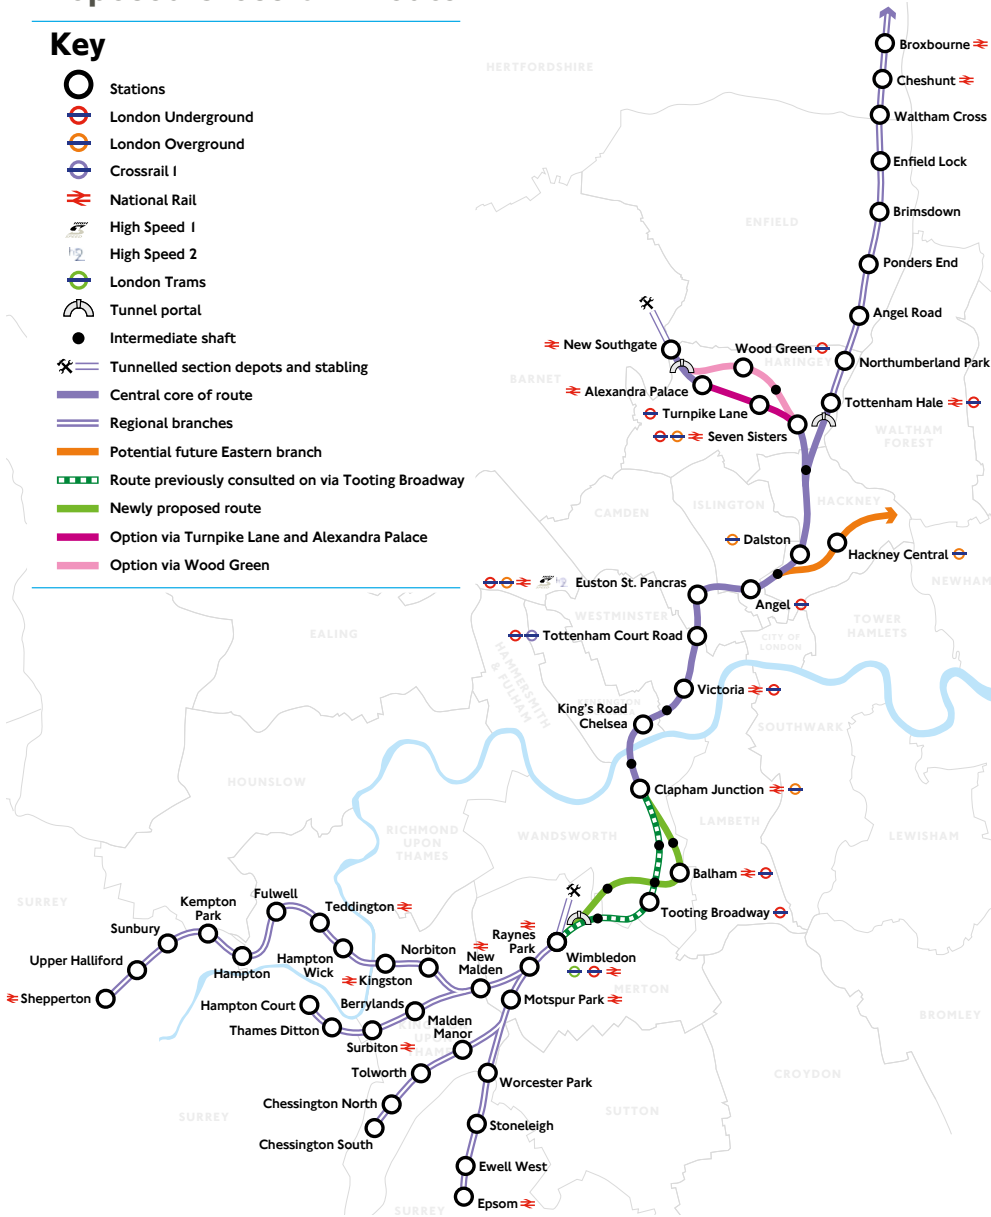 Key
Stations
London Underground
London Overground
Crossrail 1
National Rail
High Speed 1
High Speed 2
London Trams
Tunnel portal
Intermediate shaft
Tunnelled section depots and stabling
Central core of route
Regional branches
Potential future Eastern branch
Route previously consulted on via Tooting Broadway
Newly proposed route
Option via Turnpike Lane and Alexandra Palace
Option via Wood Green
HERTFORDSHIRE
Broxbourne
Cheshunt
Waltham Cross
Enfield Lock
Brimsdown
ENFIELD
Ponders End
Angel Road
New Southgate
Wood Green
HARINGEY
Northumberland Park
BARNET
Alexandra Palace
Tottenham Hale
Turnpike Lane
Seven Sisters
WALTHAM
FOREST
ISLINGTON
HACKNEY
CAMDEN
Dalston
Hackney Central
Euston St. Pancras
NEWHAM
Angel
WESTMINSTER
TOWER
HAMLETS
EALING
Tottenham Court Road
CITY OF
LONDON
HAMMERSMITH
& FULHAM
Victoria
King's Road
Chelsea
SOUTHWARK
HOUNSLOW
Clapham Junction
RICHMOND
UPON
THAMES
WANDSWORTH
LAMBETH
LEWISHAM
Balham
SURREY
Tooting Broadway
Fulwell
Kempton
Park
Teddington
Sunbury
Raynes
Park
Wimbledon
Upper Halliford
Hampton
Hampton
Wick
Norbiton
New
Malden
Kingston
Shepperton
MERTON
Motspur Park
Hampton Court
Berrylands
Thames Ditton
Malden
Manor
BROMLEY
Surbiton
Tolworth
Worcester Park
CROYDON
Chessington North
SURREY
SUTTON
Stoneleigh
Chessington South
Ewell West
Epsom
SURREY